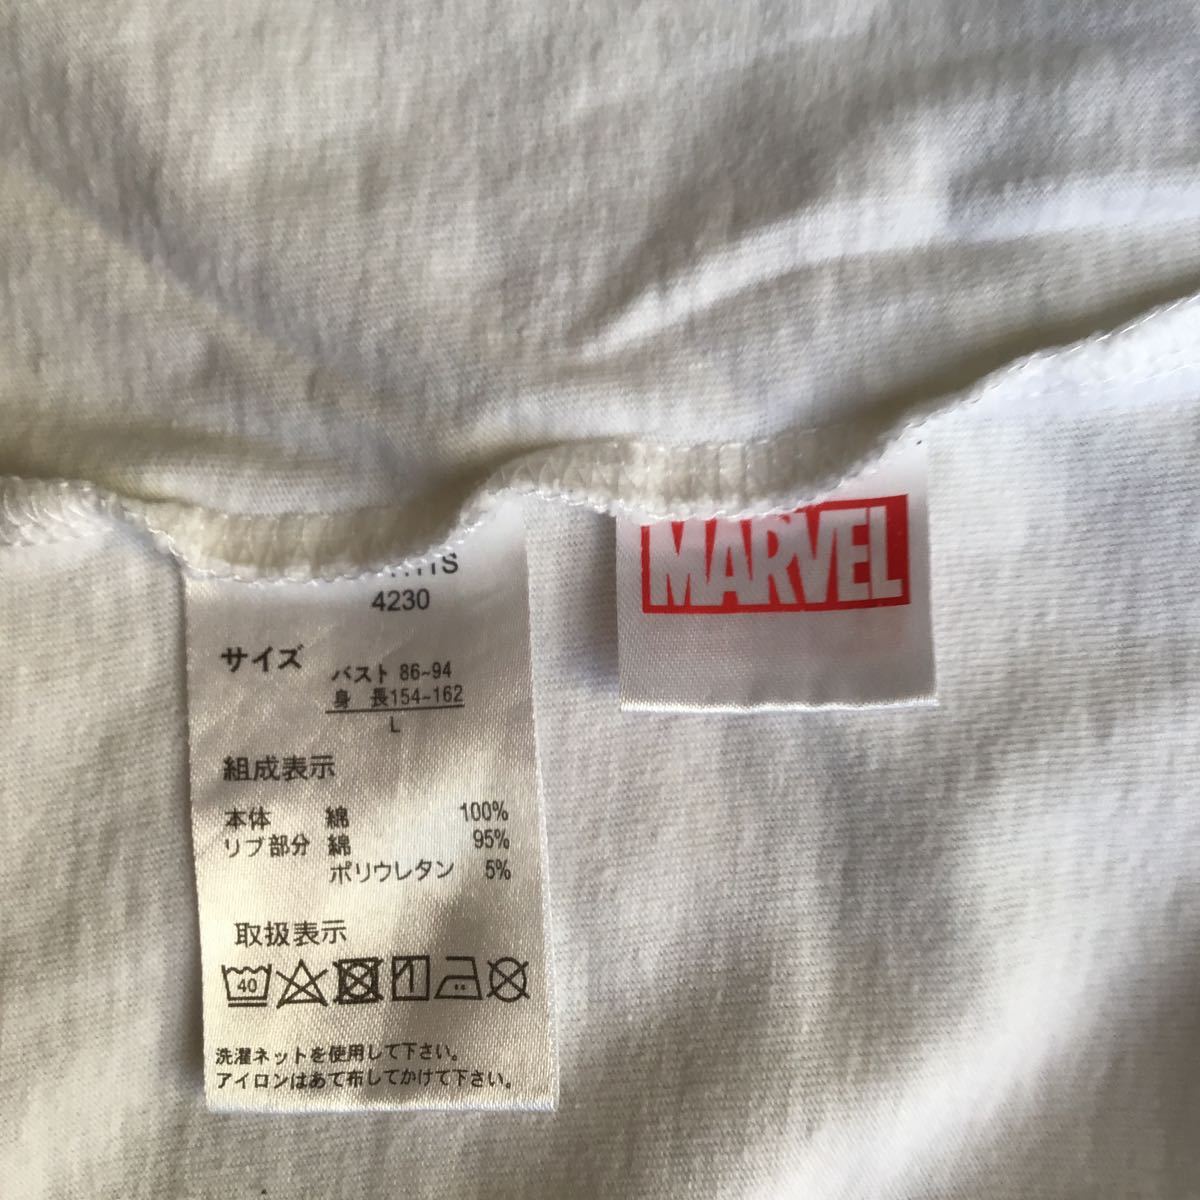 4230
サイズ
バスト 86~94
身 長154~162
L
組成表示
本体 綿 100%
リブ部分 綿 95%
ポリウレタン 5%
取扱表示
40
洗濯ネットを使用して下さい。
アイロンはあて布してかけて下さい。
MARVEL